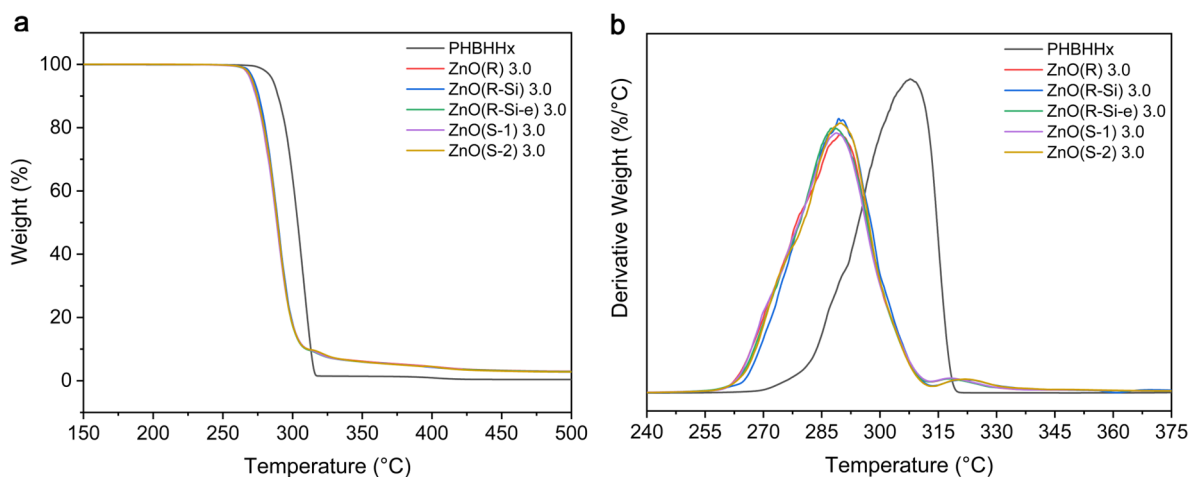 a
PHBHHx
ZnO(R) 3.0
ZnO(R-Si) 3.0
ZnO(R-Si-e) 3.0
ZnO(S-1) 3.0
ZnO(S-2) 3.0
100
80
60
40
20
0
Weight (%)
150 200 250 300 350 400 450 500
Temperature (°C)
b
PHBHHx
ZnO(R) 3.0
ZnO(R-Si) 3.0
ZnO(R-Si-e) 3.0
ZnO(S-1) 3.0
ZnO(S-2) 3.0
Derivative Weight (%/°C)
240 255 270 285 300 315 330 345 360 375
Temperature (°C)